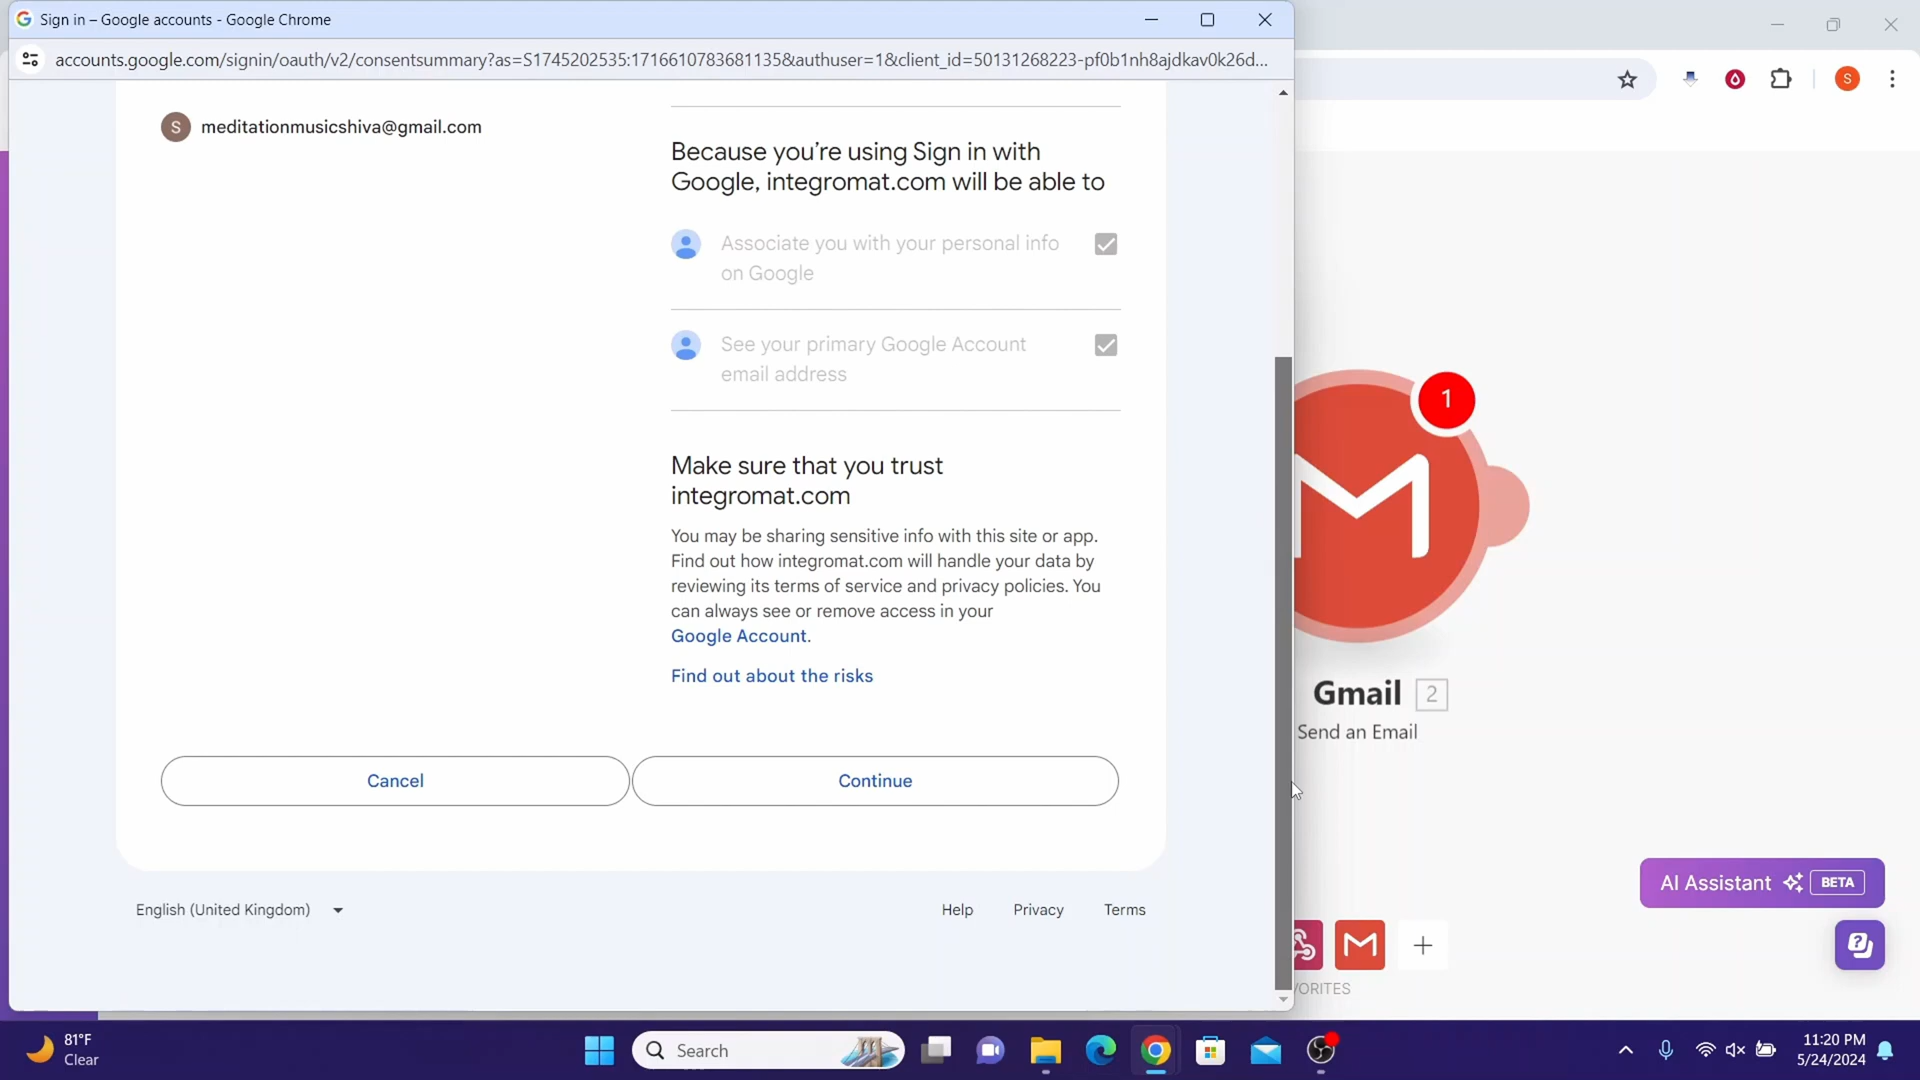 Sign in – Google accounts - Google Chrome
accounts.google.com/signin/oauth/v2/consentsummary?as=S1745202535:1716610783681135&authuser=1&client_id=50131268223-pf0b1nh8ajdkav0k26d...
S
S
meditationmusicshiva@gmail.com
Because you're using Sign in with
Google, integromat.com will be able to
Associate you with your personal info
on Google
See your primary Google Account
email address
Make sure that you trust
integromat.com
You may be sharing sensitive info with this site or app.
Find out how integromat.com will handle your data by
reviewing its terms of service and privacy policies. You
can always see or remove access in your
Google Account.
Find out about the risks
Cancel
Continue
English (United Kingdom)
Help
Privacy
Terms
1
Gmail 2
Send an Email
AI Assistant BETA
VORITES
81°F
Clear
Search
11:20 PM
5/24/2024